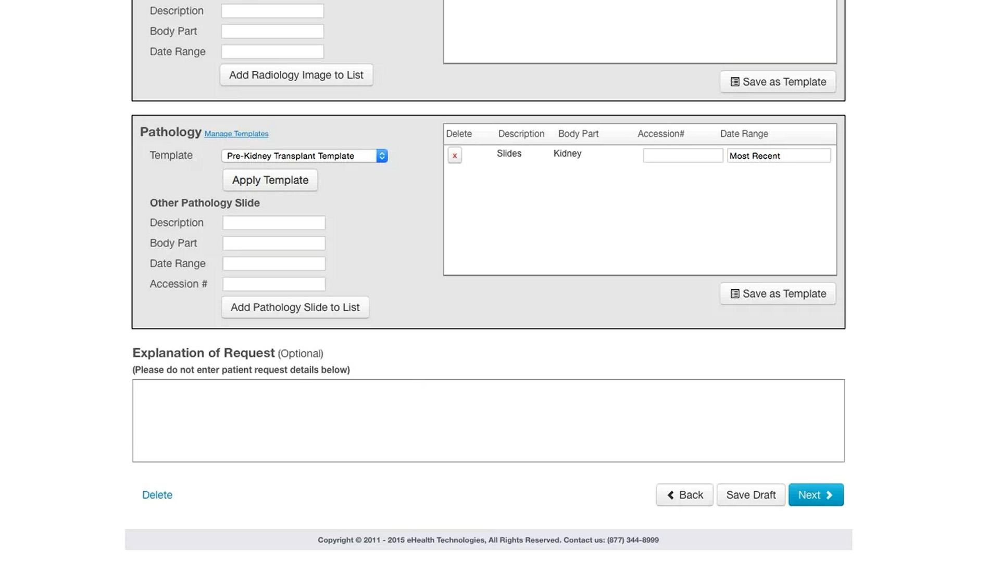 Description
Body Part
Date Range
Add Radiology Image to List
Save as Template
Pathology Manage Templates
Template Pre-Kidney Transplant Template
Apply Template
Other Pathology Slide
Description
Body Part
Date Range
Accession #
Add Pathology Slide to List
Delete Description Body Part Accession# Date Range
x Slides Kidney Most Recent
Save as Template
Explanation of Request (Optional)
(Please do not enter patient request details below)
Delete Back Save Draft Next
Copyright © 2011 - 2015 eHealth Technologies, All Rights Reserved. Contact us: (877) 344-8999